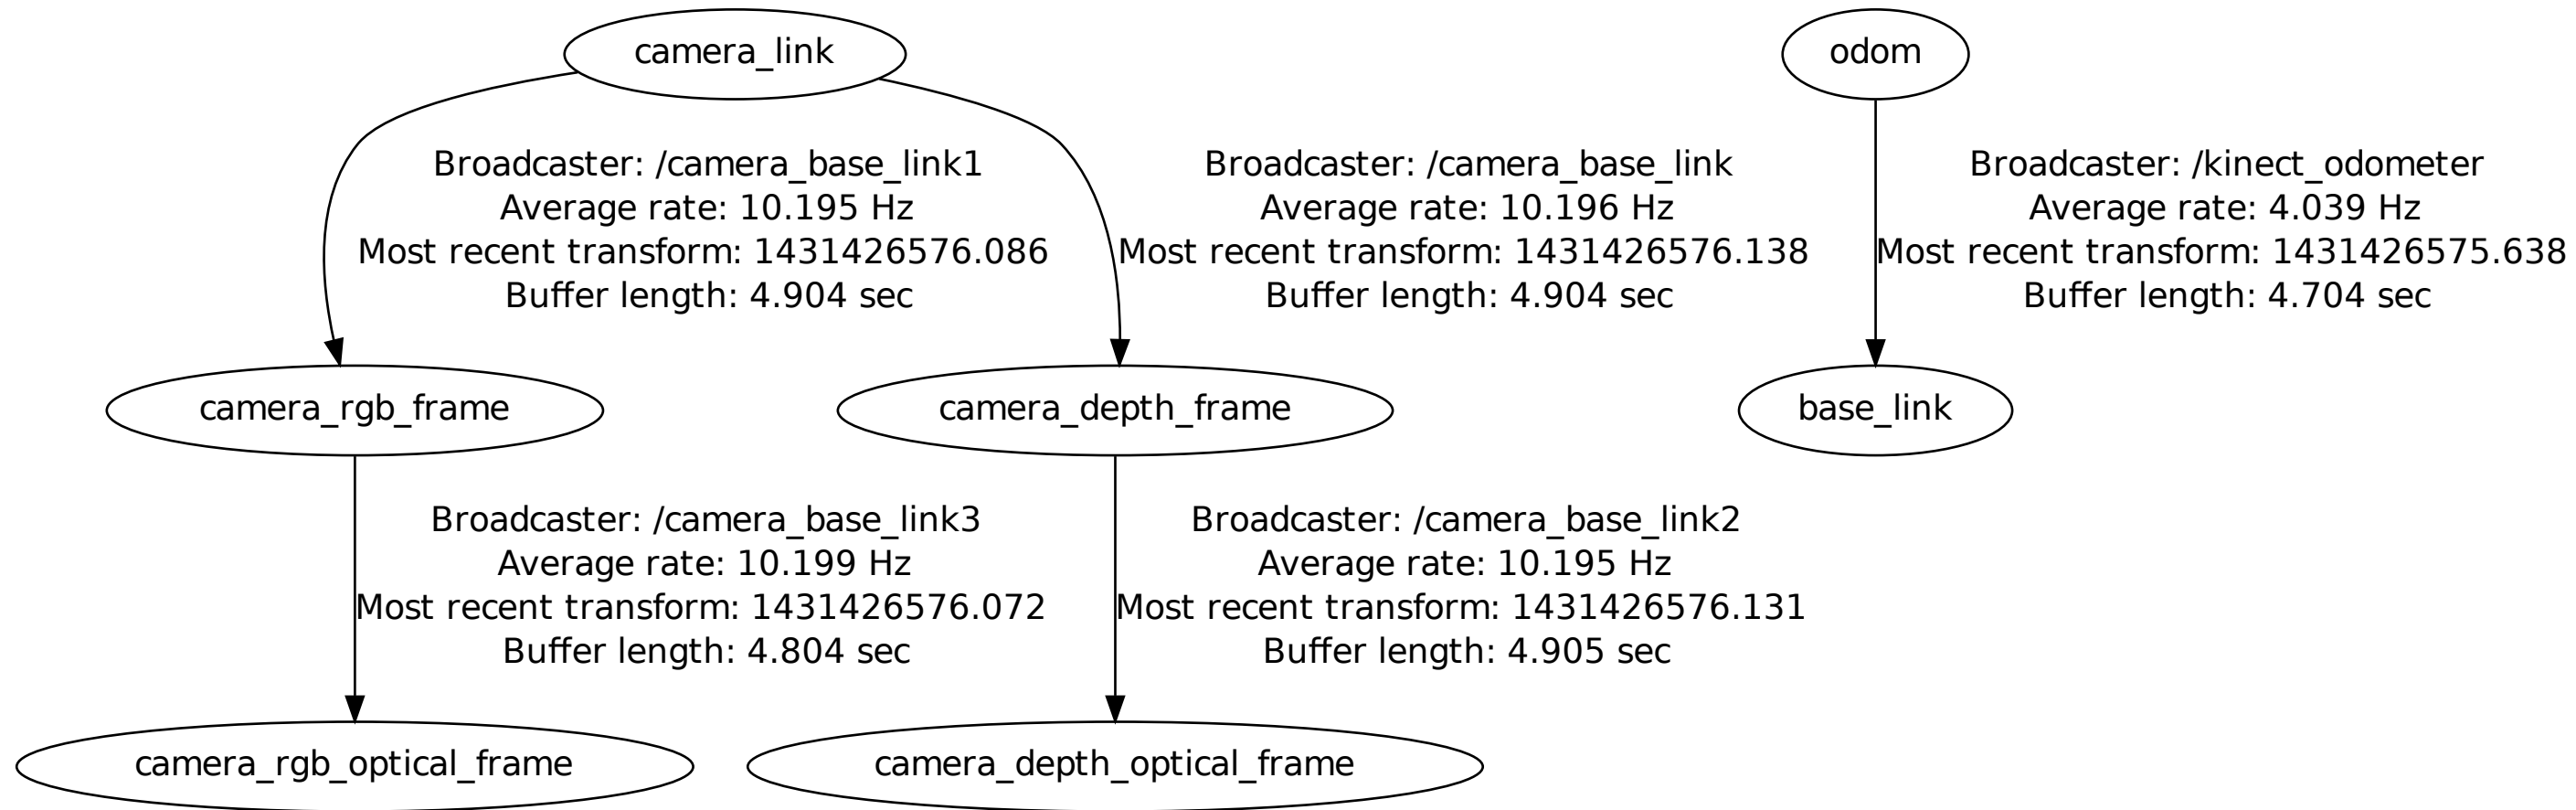 camera_link
odom
Broadcaster: /camera_base_link1
Average rate: 10.195 Hz
Most recent transform: 1431426576.086
Buffer length: 4.904 sec
Broadcaster: /camera_base_link
Average rate: 10.196 Hz
Most recent transform: 1431426576.138
Buffer length: 4.904 sec
Broadcaster: /kinect_odometer
Average rate: 4.039 Hz
Most recent transform: 1431426575.638
Buffer length: 4.704 sec
camera_rgb_frame
camera_depth_frame
base_link
Broadcaster: /camera_base_link3
Average rate: 10.199 Hz
Most recent transform: 1431426576.072
Buffer length: 4.804 sec
Broadcaster: /camera_base_link2
Average rate: 10.195 Hz
Most recent transform: 1431426576.131
Buffer length: 4.905 sec
camera_rgb_optical_frame
camera_depth_optical_frame